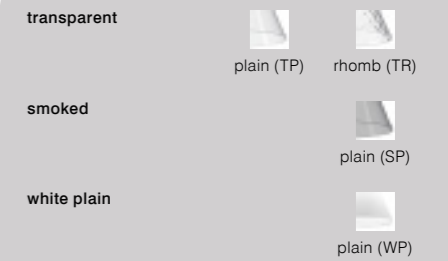 transparent
plain (TP) rhomb (TR)
smoked
plain (SP)
white plain
plain (WP)